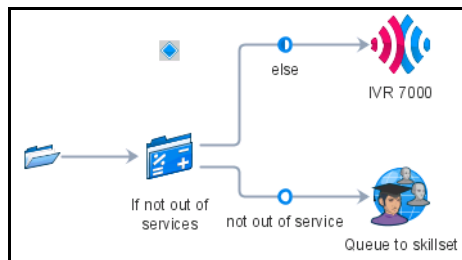 else
IVR 7000
If not out of
services
not out of service
Queue to skillset